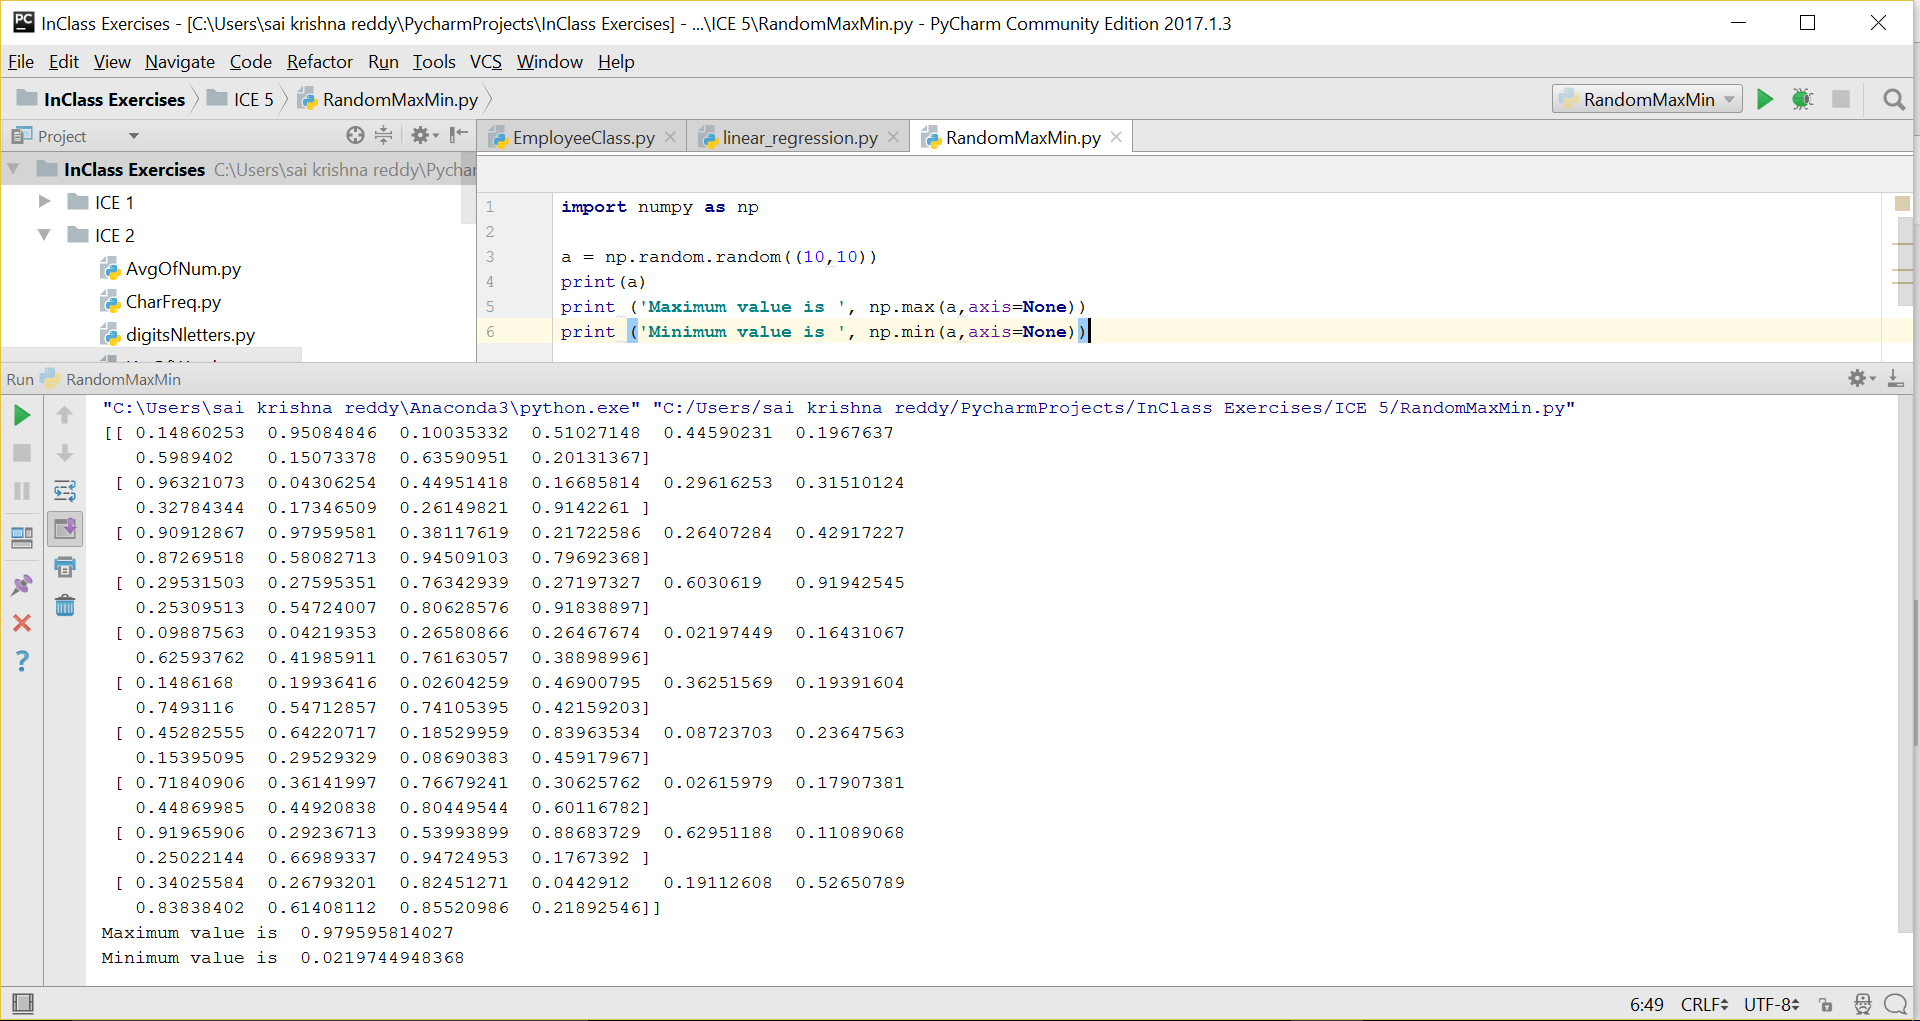 InClass Exercises - [C:\Users\sai krishna reddy\PycharmProjects\InClass Exercises] - ...\ICE 5\RandomMaxMin.py - PyCharm Community Edition 2017.1.3
File Edit View Navigate Code Refactor Run Tools VCS Window Help
InClass Exercises ICE 5 RandomMaxMin.py RandomMaxMin
Project EmployeeClass.py linear_regression.py RandomMaxMin.py
InClass Exercises C:\Users\sai krishna reddy\Pychar
ICE 1
ICE 2
AvgOfNum.py
CharFreq.py
digitsNletters.py
1 import numpy as np
2
3 a = np.random.random((10,10))
4 print(a)
5 print ('Maximum value is ', np.max(a,axis=None))
6 print ('Minimum value is ', np.min(a,axis=None))
Run RandomMaxMin
"C:\Users\sai krishna reddy\Anaconda3\python.exe" "C:/Users/sai krishna reddy/PycharmProjects/InClass Exercises/ICE 5/RandomMaxMin.py"
[[ 0.14860253 0.95084846 0.10035332 0.51027148 0.44590231 0.1967637
0.5989402 0.15073378 0.63590951 0.20131367]
[ 0.96321073 0.04306254 0.44951418 0.16685814 0.29616253 0.31510124
0.32784344 0.17346509 0.26149821 0.9142261 ]
[ 0.90912867 0.97959581 0.38117619 0.21722586 0.26407284 0.42917227
0.87269518 0.58082713 0.94509103 0.79692368]
[ 0.29531503 0.27595351 0.76342939 0.27197327 0.6030619 0.91942545
0.25309513 0.54724007 0.80628576 0.91838897]
[ 0.09887563 0.04219353 0.26580866 0.26467674 0.02197449 0.16431067
0.62593762 0.41985911 0.76163057 0.38898996]
[ 0.1486168 0.19936416 0.02604259 0.46900795 0.36251569 0.19391604
0.7493116 0.54712857 0.74105395 0.42159203]
[ 0.45282555 0.64220717 0.18529959 0.83963534 0.08723703 0.23647563
0.15395095 0.29529329 0.08690383 0.45917967]
[ 0.71840906 0.36141997 0.76679241 0.30625762 0.02615979 0.17907381
0.44869985 0.44920838 0.80449544 0.60116782]
[ 0.91965906 0.29236713 0.53993899 0.88683729 0.62951188 0.11089068
0.25022144 0.66989337 0.94724953 0.1767392 ]
[ 0.34025584 0.26793201 0.82451271 0.0442912 0.19112608 0.52650789
0.83838402 0.61408112 0.85520986 0.21892546]]
Maximum value is 0.979595814027
Minimum value is 0.0219744948368
6:49 CRLF UTF-8